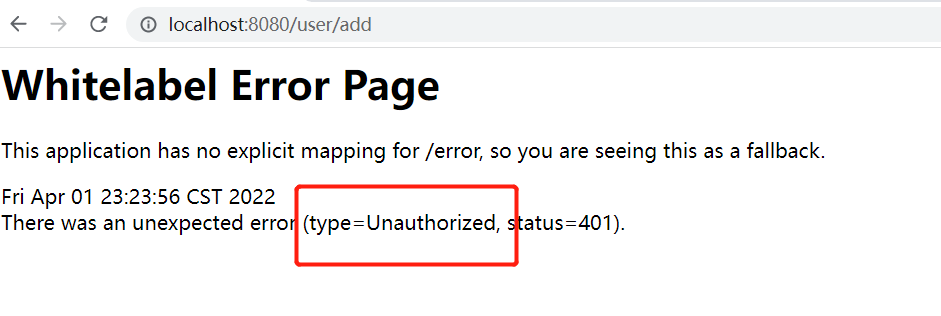 localhost:8080/user/add
Whitelabel Error Page
This application has no explicit mapping for /error, so you are seeing this as a fallback.
Fri Apr 01 23:23:56 CST 2022
There was an unexpected error (type=Unauthorized, status=401).